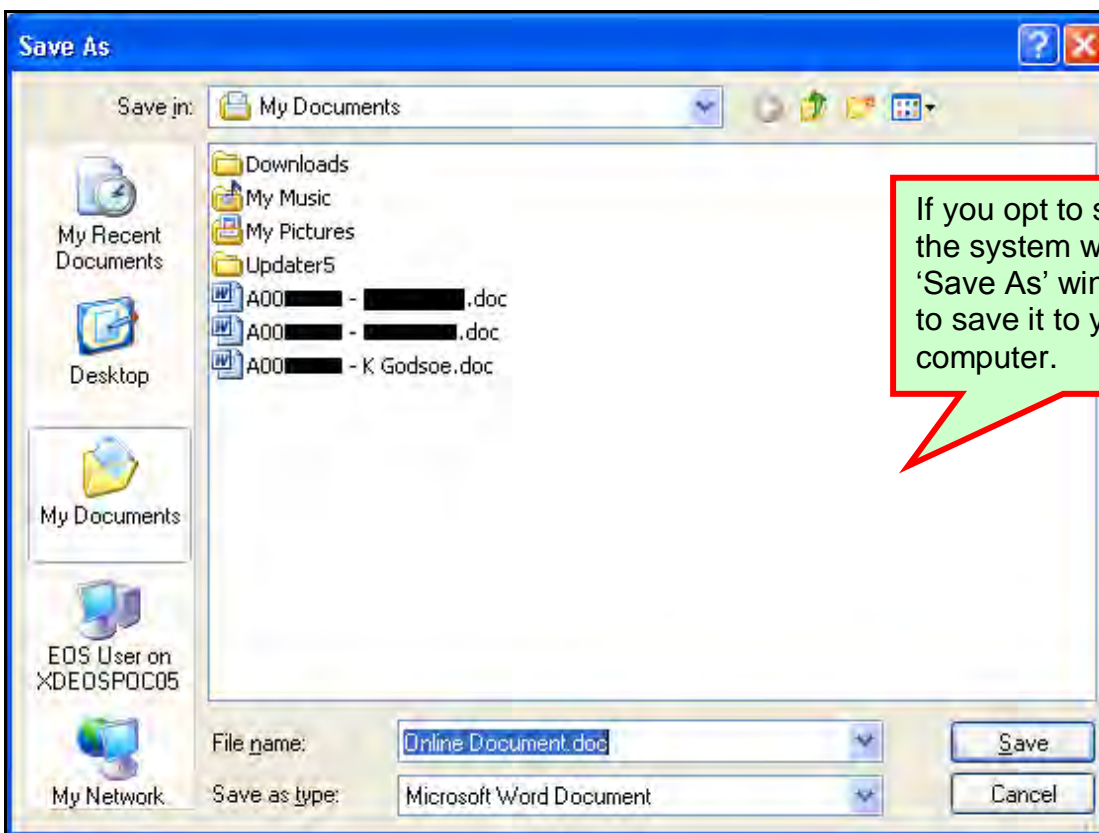 Save As
Save in:
My Documents
My Recent
Documents
Desktop
My Documents
EOS User on
XDEOSPOC05
My Network
Downloads
My Music
My Pictures
Updater5
A00 - .doc
A00 - .doc
A00 - K Godsoe.doc
If you opt to
the system
‘Save As’
to save it to
computer.
File name:
Online Document.doc
Save
Save as type:
Microsoft Word Document
Cancel